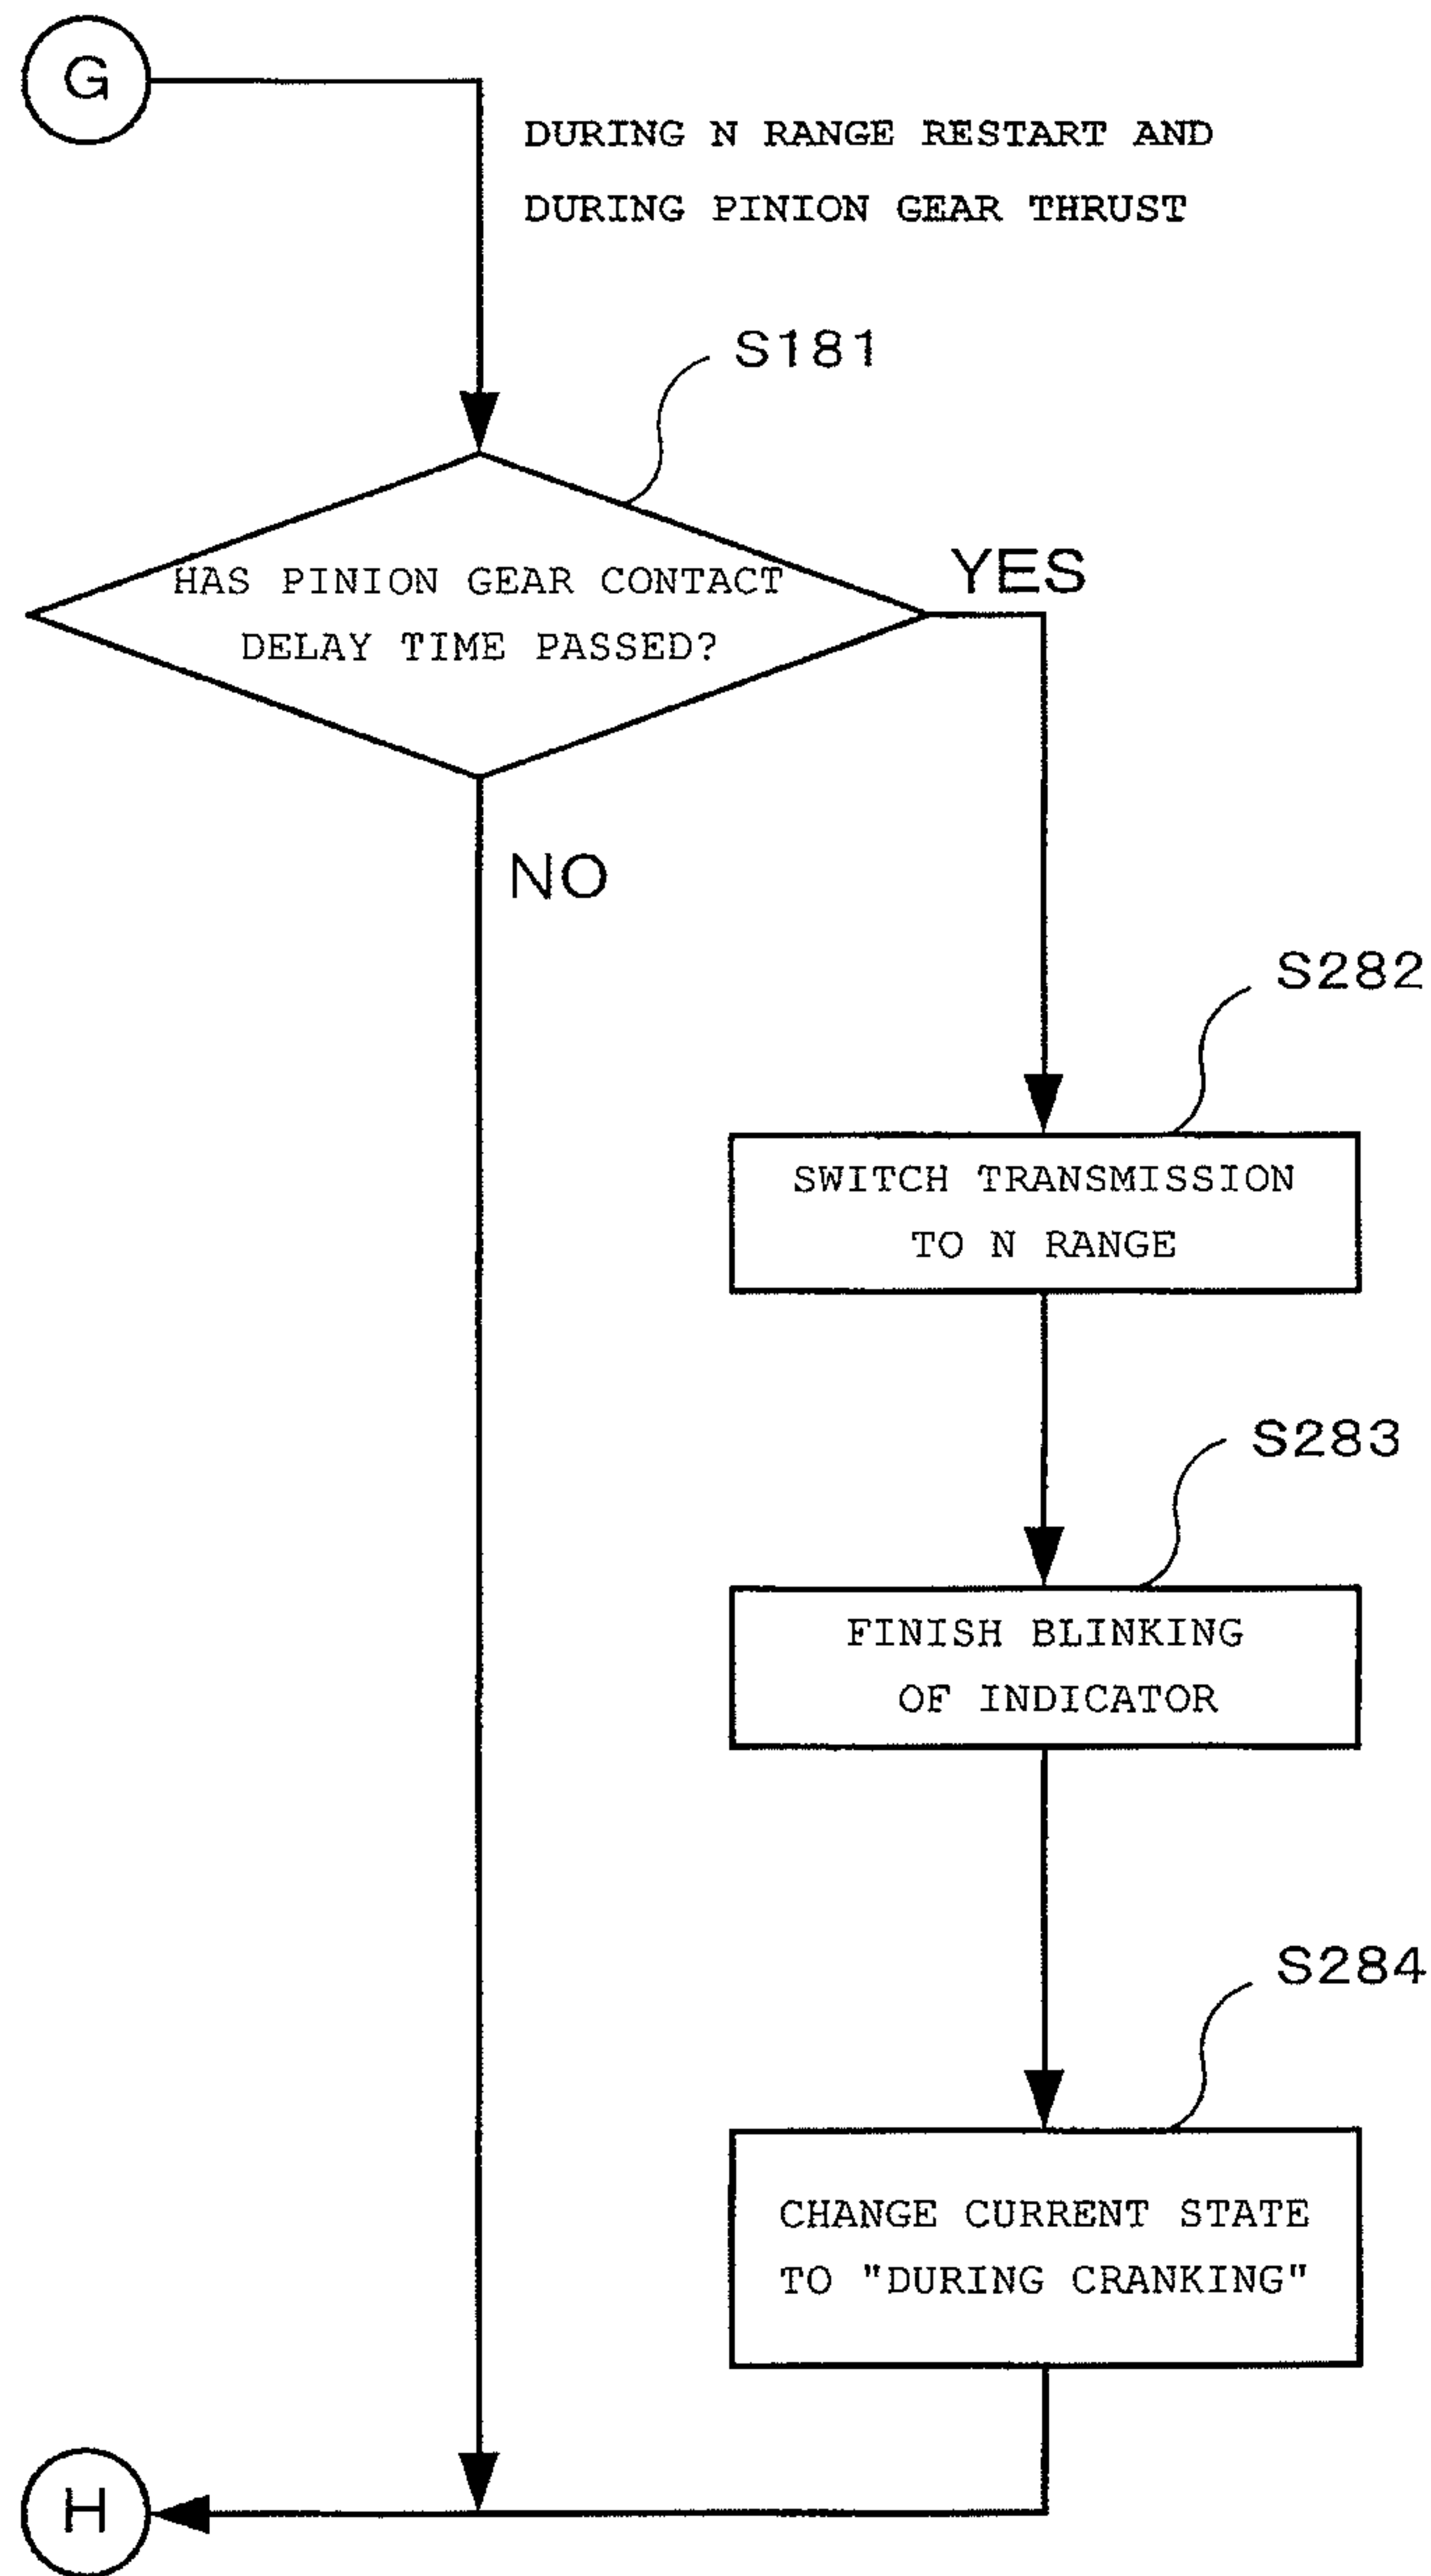 G
DURING N RANGE RESTART AND
DURING PINION GEAR THRUST
S181
HAS PINION GEAR CONTACT
DELAY TIME PASSED?
YES
NO
S282
SWITCH TRANSMISSION
TO N RANGE
S283
FINISH BLINKING
OF INDICATOR
S284
CHANGE CURRENT STATE
TO "DURING CRANKING"
H